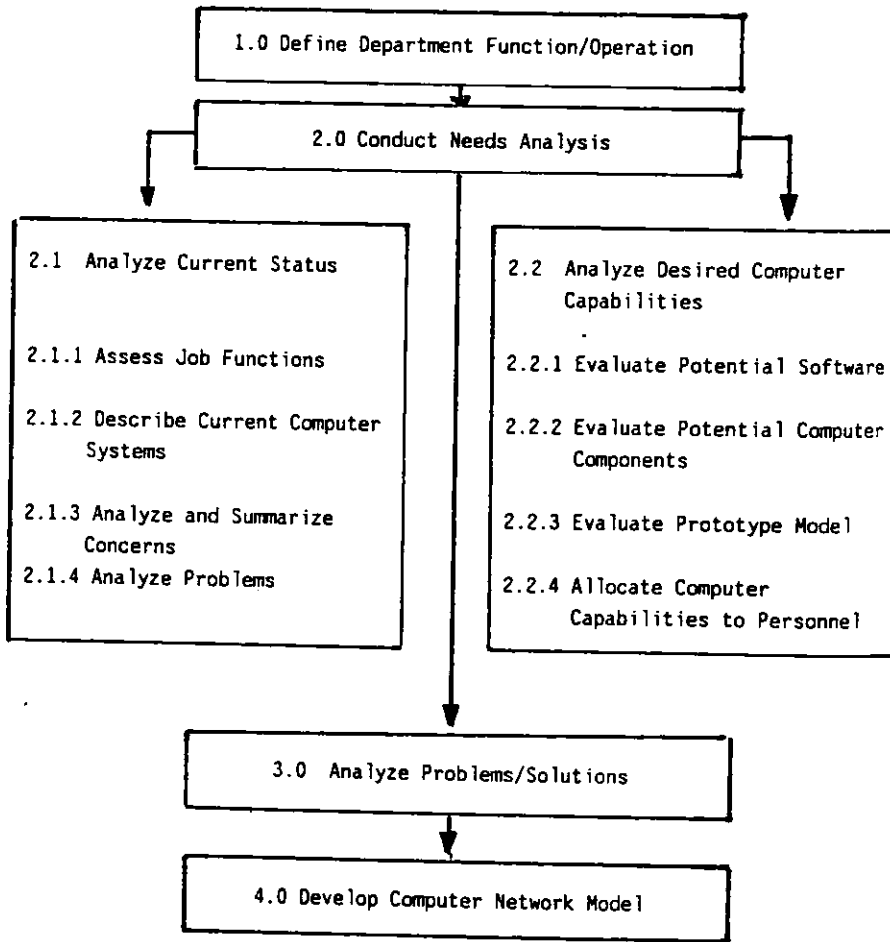 1.0 Define Department Function/Operation
2.0 Conduct Needs Analysis
2.1 Analyze Current Status
2.1.1 Assess Job Functions
2.1.2 Describe Current Computer
Systems
2.1.3 Analyze and Summarize
Concerns
2.1.4 Analyze Problems
2.2 Analyze Desired Computer
Capabilities
2.2.1 Evaluate Potential Software
2.2.2 Evaluate Potential Computer
Components
2.2.3 Evaluate Prototype Model
2.2.4 Allocate Computer
Capabilities to Personnel
3.0 Analyze Problems/Solutions
4.0 Develop Computer Network Model